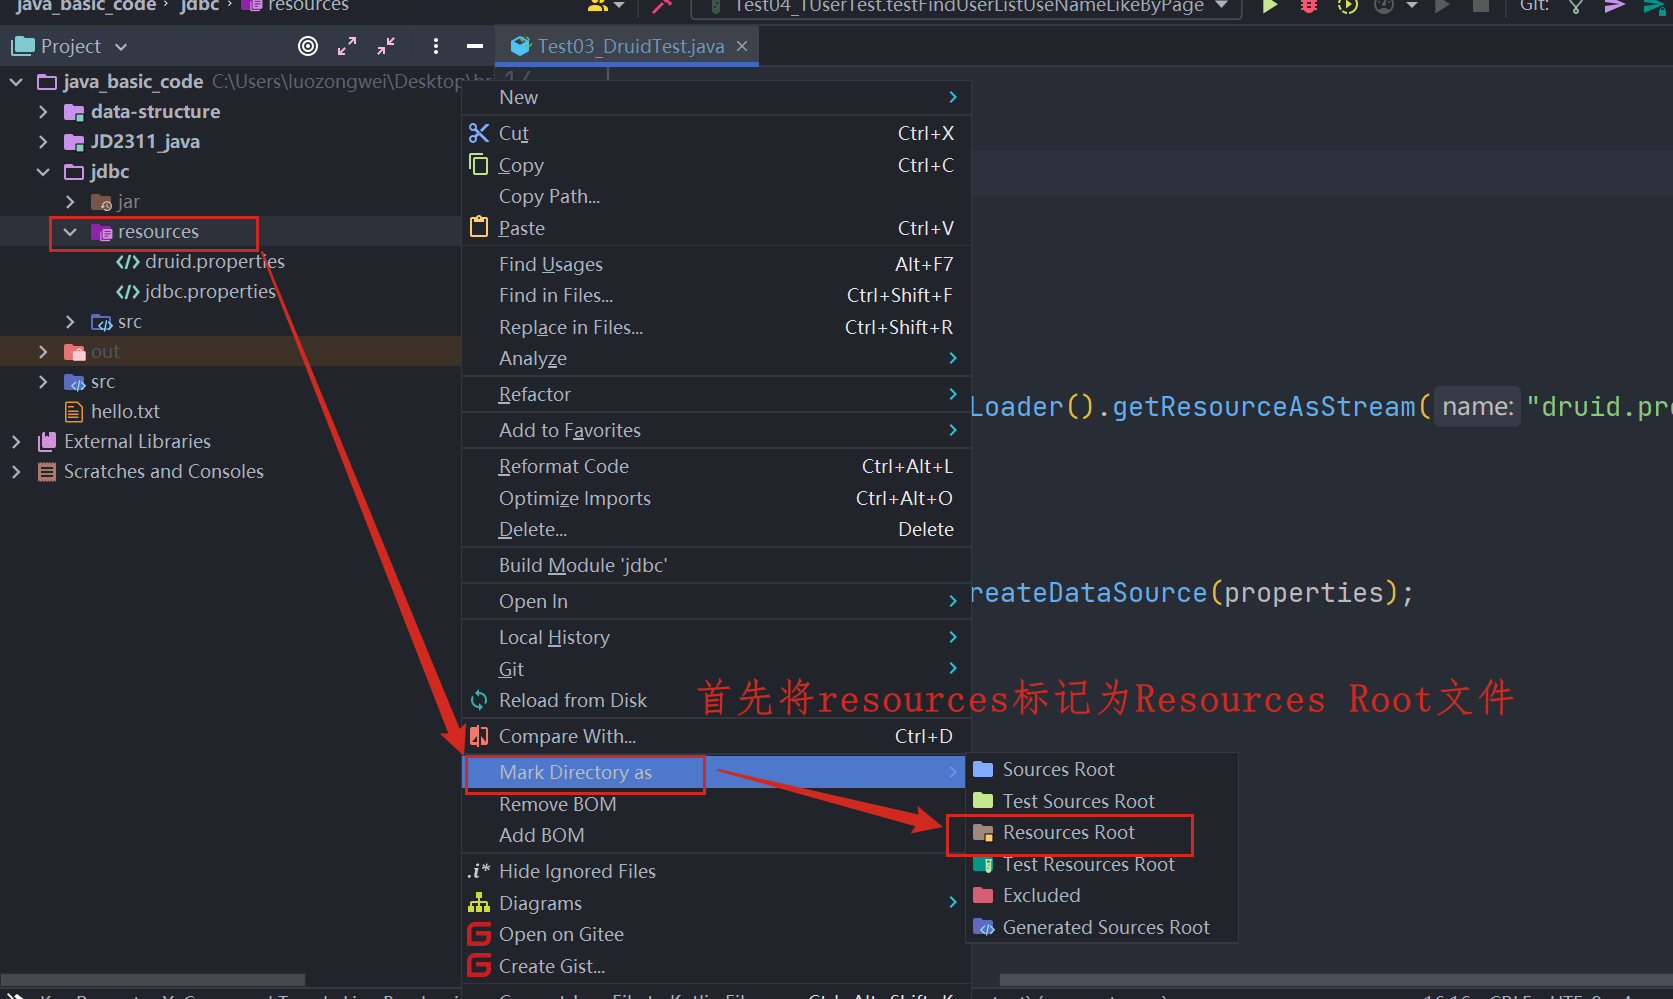 java_basic_code › jdbc › resources
Test04_TUserTest.testFindUserListUseNameLikeByPage
Git:
Project
Test03_DruidTest.java
java_basic_code C:\Users\luozongwei\Desktop\
data-structure
JD2311_java
jdbc
jar
resources
druid.properties
jdbc.properties
src
out
src
hello.txt
External Libraries
Scratches and Consoles
New
Cut Ctrl+X
Copy Ctrl+C
Copy Path...
Paste Ctrl+V
Find Usages Alt+F7
Find in Files... Ctrl+Shift+F
Replace in Files... Ctrl+Shift+R
Analyze
Refactor
Add to Favorites
Reformat Code Ctrl+Alt+L
Optimize Imports Ctrl+Alt+O
Delete... Delete
Build Module 'jdbc'
Open In
Local History
Git
Reload from Disk
Compare With... Ctrl+D
Mark Directory as
Remove BOM
Add BOM
.i* Hide Ignored Files
Diagrams
G Open on Gitee
G Create Gist...
Loader().getResourceAsStream( name: "druid.pro
reateDataSource(properties);
首先将resources标记为Resources Root文件
Sources Root
Test Sources Root
Resources Root
Test Resources Root
Excluded
Generated Sources Root